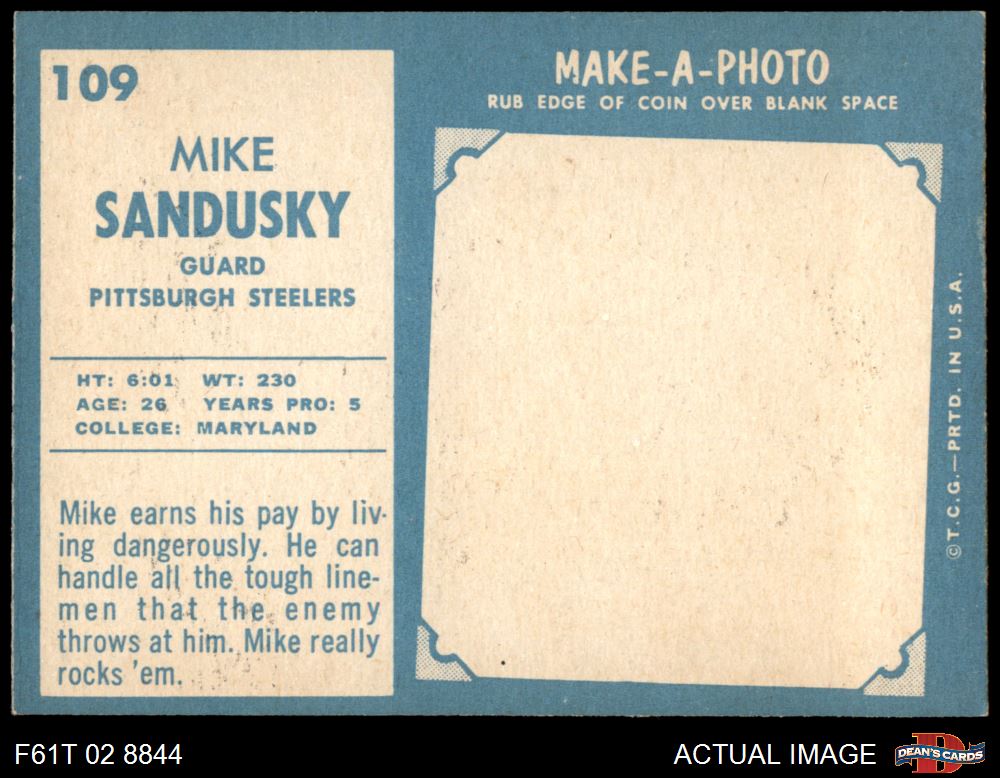 109
MIKE
SANDUSKY
GUARD
PITTSBURGH STEELERS
HT: 6:01 WT: 230
AGE: 26 YEARS PRO: 5
COLLEGE: MARYLAND
Mike earns his pay by liv-
ing dangerously. He can
handle all the tough line-
men that the enemy
throws at him. Mike really
rocks 'em.
MAKE-A-PHOTO
RUB EDGE OF COIN OVER BLANK SPACE
© T.C.G.—PRTD. IN U.S.A.
F61T 02 8844
ACTUAL IMAGE
DEAN'S CARDS